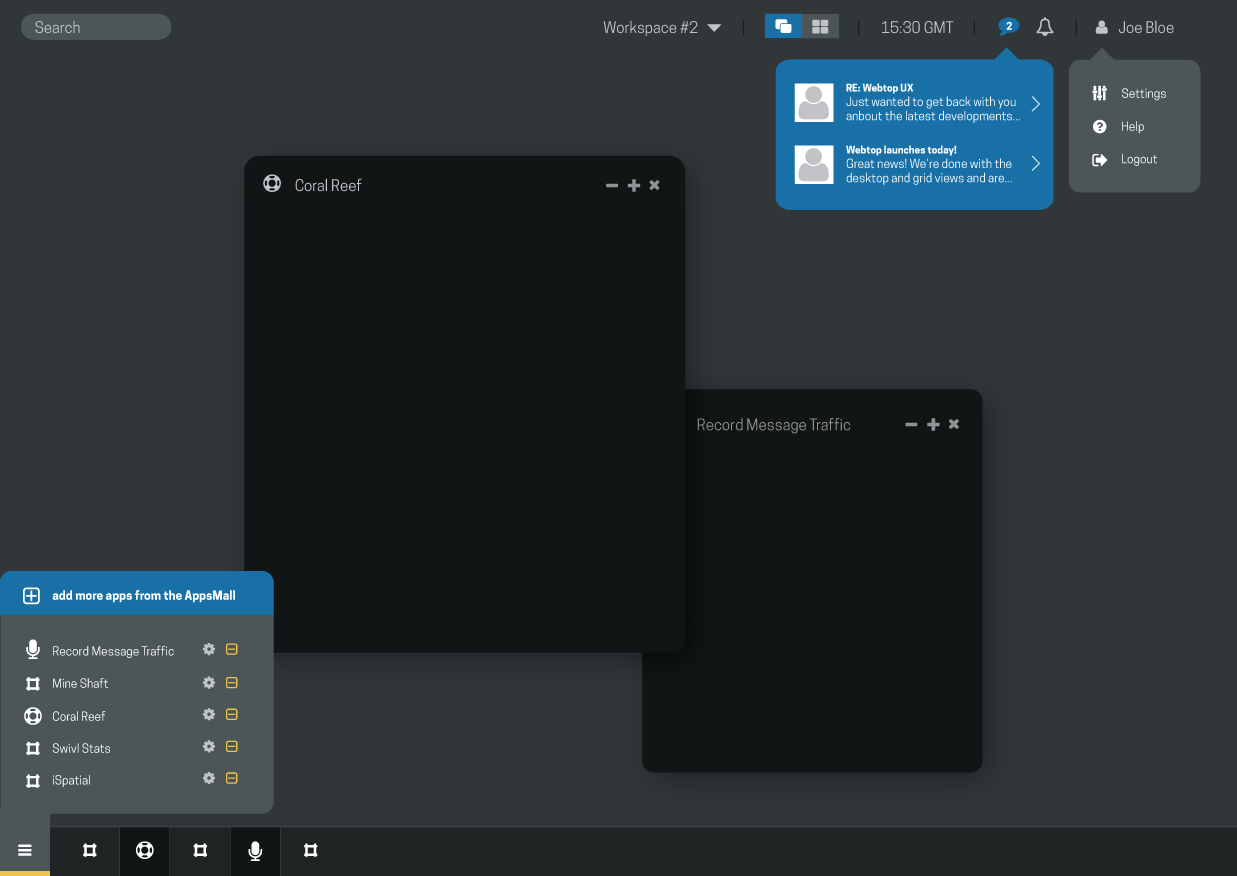 Search
Workspace #2
15:30 GMT
2
Joe Bloe
RE: Webtop UX
Just wanted to get back with you
anbout the latest developments...
Webtop launches today!
Great news! We're done with the
desktop and grid views and are...
Settings
Help
Logout
Coral Reef
Record Message Traffic
add more apps from the AppsMall
Record Message Traffic
Mine Shaft
Coral Reef
Swivl Stats
iSpatial